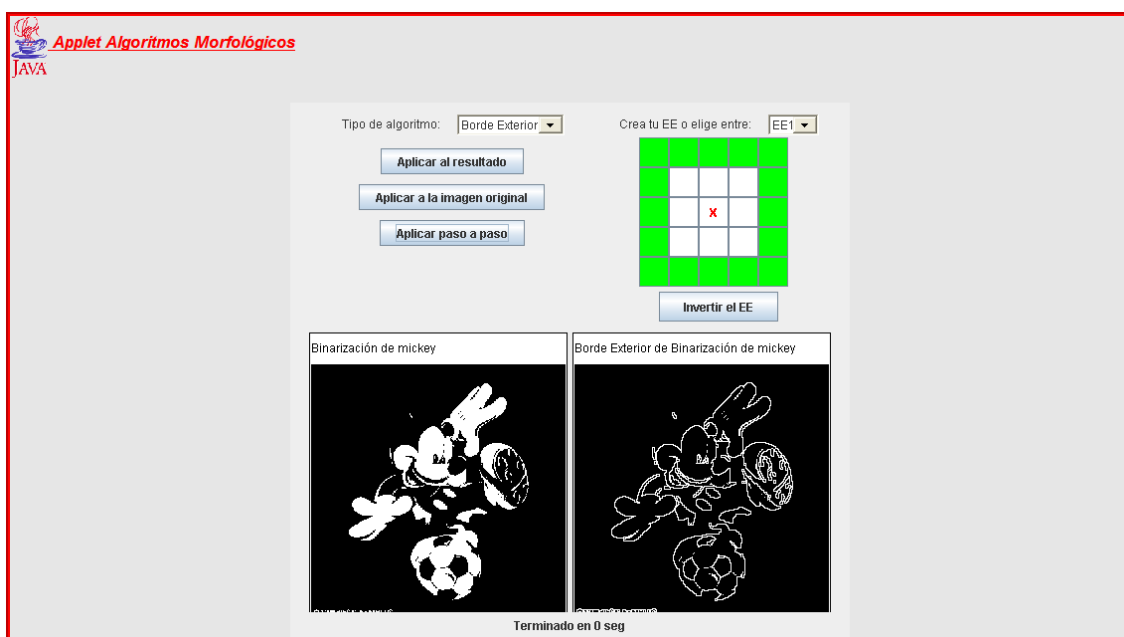 Applet Algoritmos Morfológicos
JAVA
Tipo de algoritmo: Borde Exterior
Crea tu EE o elige entre: EE1
Aplicar al resultado
Aplicar a la imagen original
Aplicar paso a paso
X
Invertir el EE
Binarización de mickey
Borde Exterior de Binarización de mickey
Terminado en 0 seg